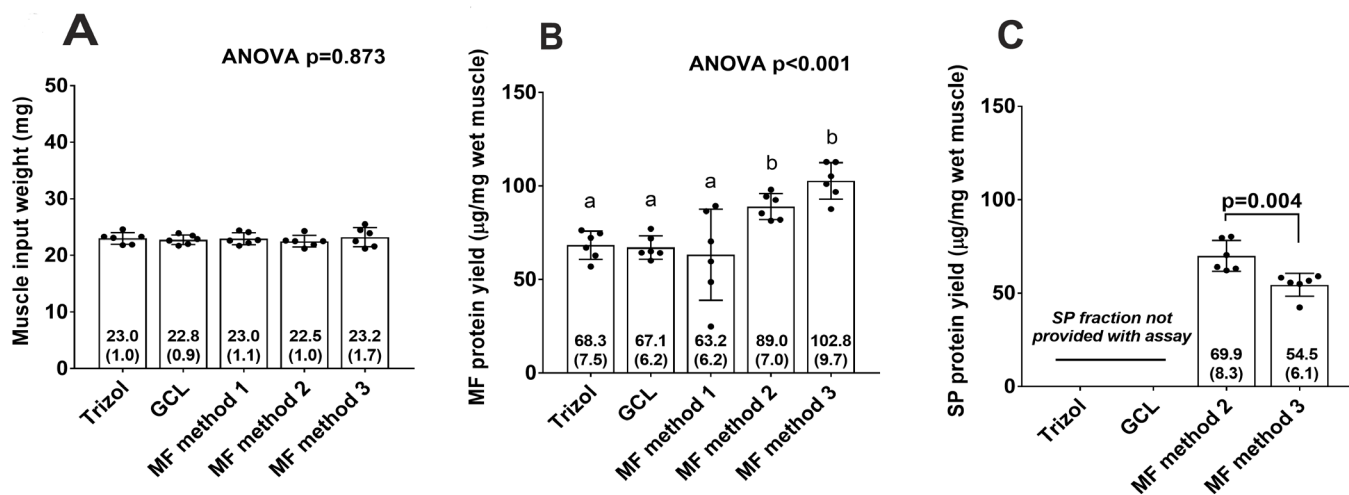 A
ANOVA p=0.873
Muscle input weight (mg)
50
40
30
20
10
0
23.0
(1.0)
22.8
(0.9)
23.0
(1.1)
22.5
(1.0)
23.2
(1.7)
Trizol
GCL
MF method 1
MF method 2
MF method 3
B
ANOVA p<0.001
MF protein yield (μg/mg wet muscle)
150
100
50
0
a
a
a
b
b
68.3
(7.5)
67.1
(6.2)
63.2
(6.2)
89.0
(7.0)
102.8
(9.7)
Trizol
GCL
MF method 1
MF method 2
MF method 3
C
SP protein yield (μg/mg wet muscle)
150
100
50
0
p=0.004
SP fraction not
provided with assay
69.9
(8.3)
54.5
(6.1)
Trizol
GCL
MF method 2
MF method 3